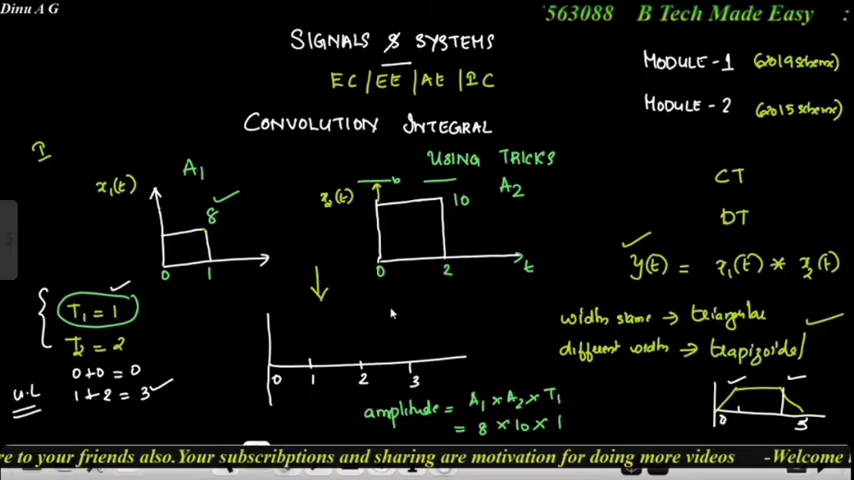 Dinu A G
563088 B Tech Made Easy :
SIGNALS & SYSTEMS
EC | EE | AE | IC
MODULE-1 (2019 scheme)
MODULE-2 (2015 scheme)
CONVOLUTION INTEGRAL
USING TRICKS
I
A1
x1(t)
8
0 1
x2(t)
10
A2
0 2 t
CT
DT
y(t) = x1(t) * x2(t)
T1 = 1
T2 = 2
0+0 = 0
U.L 1+2 = 3
0 1 2 3
amplitude = A1 × A2 × T1
= 8 × 10 × 1
width same → triangular
different width → trapizoidel
0 3
re to your friends also.Your subscribptions and sharing are motivation for doing more videos -Welcome